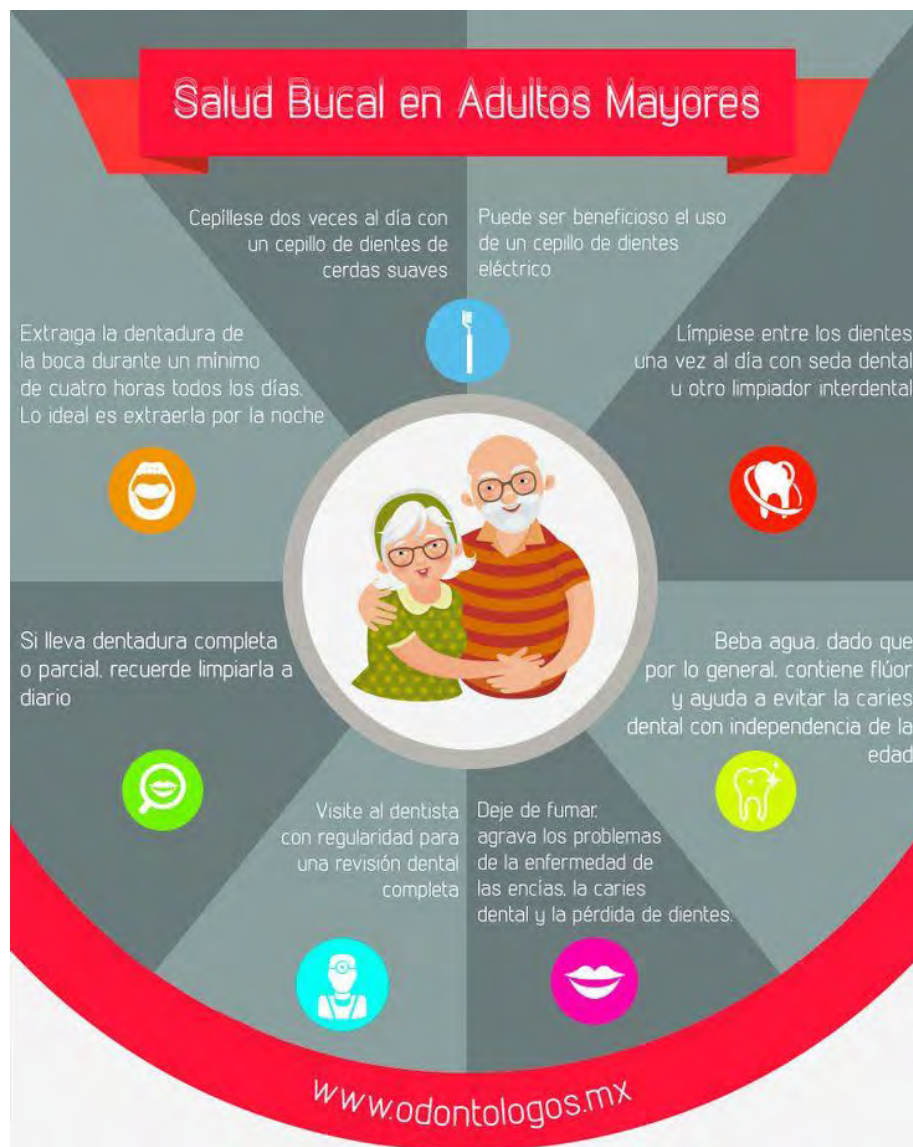 Salud Bucal en Adultos Mayores
Cepíllese dos veces al día con
un cepillo de dientes de
cerdas suaves
Puede ser beneficioso el uso
de un cepillo de dientes
eléctrico
Extraiga la dentadura de
la boca durante un mínimo
de cuatro horas todos los días.
Lo ideal es extraerla por la noche
Límpiese entre los dientes
una vez al día con seda dental
u otro limpiador interdental
Si lleva dentadura completa
o parcial, recuerde limpiarla a
diario
Beba agua, dado que
por lo general, contiene flúor
y ayuda a evitar la caries
dental con independencia de la
edad
Visite al dentista
con regularidad para
una revisión dental
completa
Deje de fumar,
agrava los problemas
de la enfermedad de
las encías, la caries
dental y la pérdida de dientes.
www.odontologos.mx